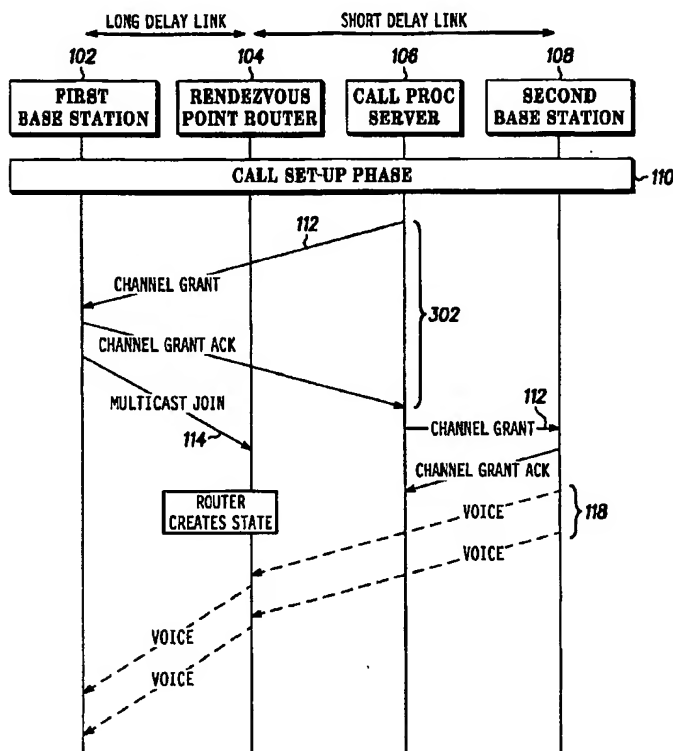 LONG DELAY LINK
SHORT DELAY LINK
102
104
106
108
FIRST
BASE STATION
RENDEZVOUS
POINT ROUTER
CALL PROC
SERVER
SECOND
BASE STATION
CALL SET-UP PHASE
110
112
CHANNEL GRANT
302
CHANNEL GRANT ACK
MULTICAST JOIN
114
112
CHANNEL GRANT
CHANNEL GRANT ACK
ROUTER
CREATES STATE
VOICE
118
VOICE
VOICE
VOICE